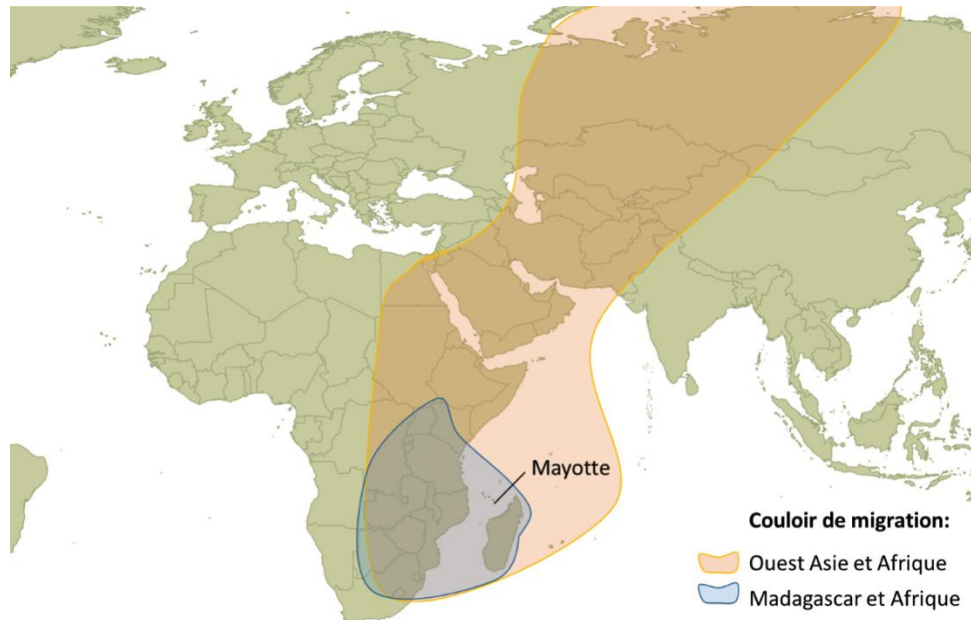 Mayotte
Couloir de migration:
Ouest Asie et Afrique
Madagascar et Afrique